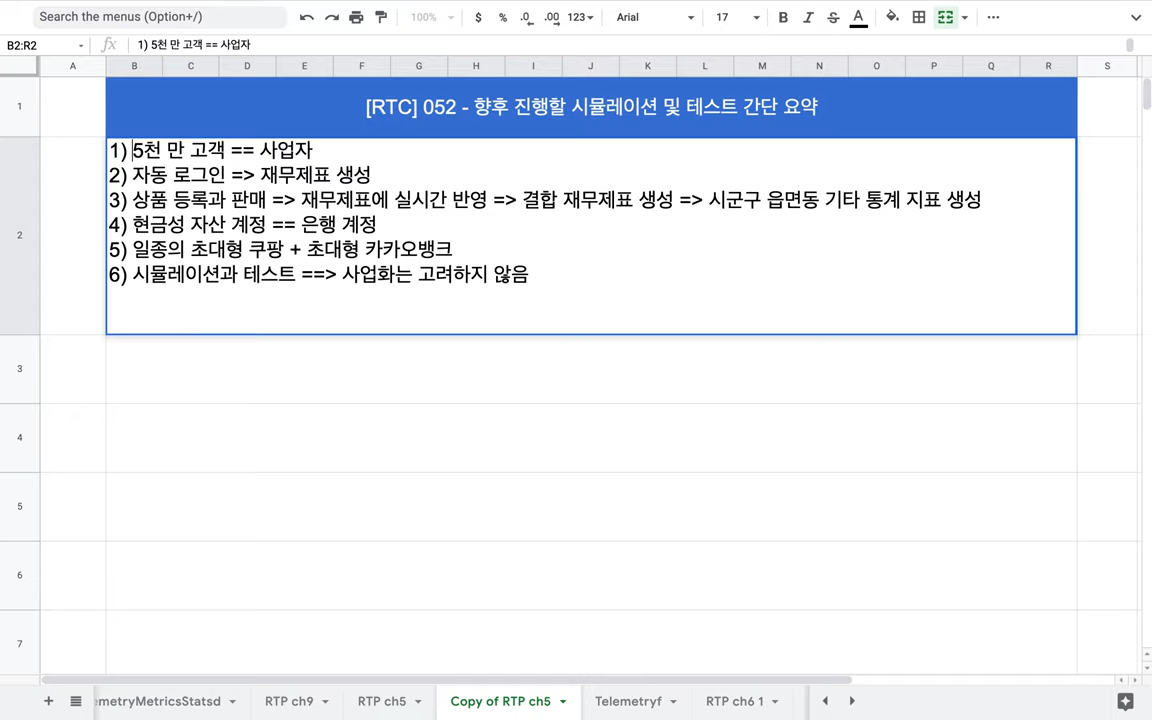 Search the menus (Option+/)
100%
$ % .0 .00 123
Arial
17
B I S A
B2:R2
fx
1) 5천 만 고객 == 사업자
A B C D E F G H I J K L M N O P Q R S
1
[RTC] 052 - 향후 진행할 시뮬레이션 및 테스트 간단 요약
2
1) 5천 만 고객 == 사업자
2) 자동 로그인 => 재무제표 생성
3) 상품 등록과 판매 => 재무제표에 실시간 반영 => 결합 재무제표 생성 => 시군구 읍면동 기타 통계 지표 생성
4) 현금성 자산 계정 == 은행 계정
5) 일종의 초대형 쿠팡 + 초대형 카카오뱅크
6) 시뮬레이션과 테스트 ==> 사업화는 고려하지 않음
3
4
5
6
7
emetryMetricsStatsd
RTP ch9
RTP ch5
Copy of RTP ch5
Telemetryf
RTP ch6 1